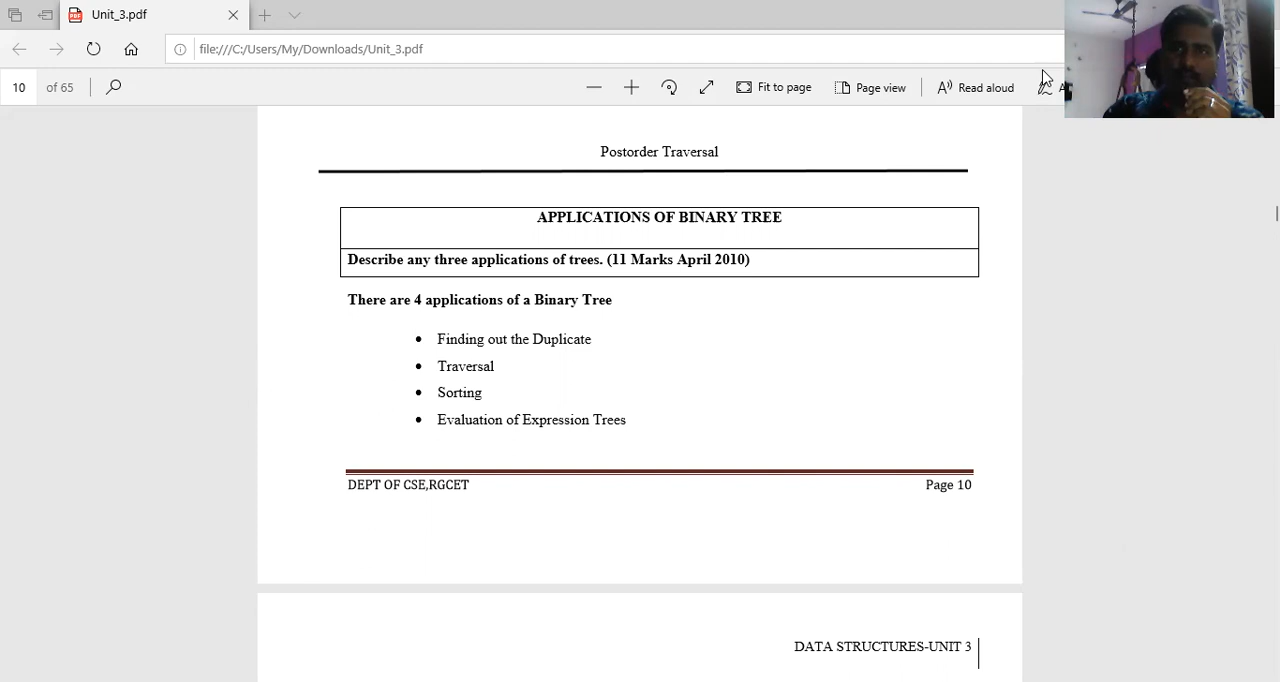 Unit_3.pdf
file:///C:/Users/My/Downloads/Unit_3.pdf
10 of 65 Fit to page Page view Read aloud
Postorder Traversal
APPLICATIONS OF BINARY TREE
Describe any three applications of trees. (11 Marks April 2010)
There are 4 applications of a Binary Tree
• Finding out the Duplicate
• Traversal
• Sorting
• Evaluation of Expression Trees
DEPT OF CSE,RGCET Page 10
DATA STRUCTURES-UNIT 3